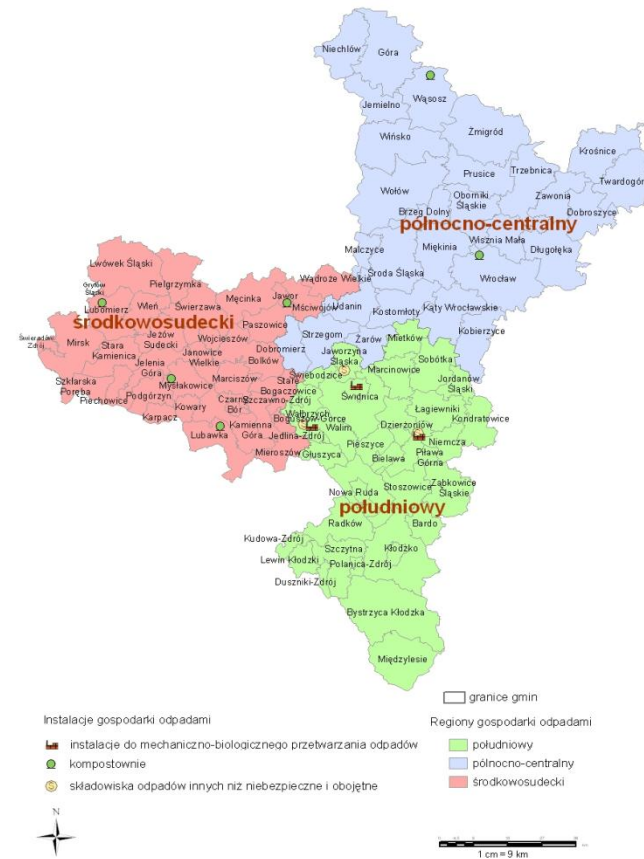 Niechlów
Góra
Wąsosz
Jemielno
Żmigród
Wińsko
Krośnice
Prusice
Trzebnica
Twardogór
Wołów
Oborniki
Śląskie
Zawonia
Brzeg Dolny
Dobroszyce
północno-centralny
Wisznia Mała
Malczyce
Miękinia
Długołęka
Lwówek Śląski
Środa Śląska
Wrocław
Pielgrzymka
Wądroże Wielkie
Gryfów
Śląski
Męcinka
Jawor
Mściwojów
Udanin
Lubomierz
Wleń
Świerzawa
Kostomłoty
Kąty Wrocławskie
środkowosudecki
Paszowice
Strzegom
Kobierzyce
Świeradów
Zdrój
Mirsk
Stara
Kamienica
Jeżów
Sudecki
Wojcieszów
Dobromierz
Żarów
Mietków
Janowice
Wielkie
Bolków
Jaworzyna
Śląska
Sobótka
Jelenia
Góra
Marciszów
Stare
Bogaczowice
Świebodzice
Marcinowice
Szklarska
Poręba
Piechowice
Podgórzyn
Mysłakowice
Jordanów
Śląski
Karpacz
Kowary
Czarny
Bór
Szczawno-Zdrój
Świdnica
Łagiewniki
Kamienna
Góra
Wałbrzych
Boguszów-Gorce
Kondratowice
Lubawka
Jedlina-Zdrój
Walim
Dzierżoniów
Mieroszów
Głuszyca
Pieszyce
Niemcza
Bielawa
Piława
Górna
Nowa Ruda
Stoszowice
Ząbkowice
Śląskie
południowy
Radków
Bardo
Kudowa-Zdrój
Szczytna
Kłodzko
Lewin Kłodzki
Polanica-Zdrój
Duszniki-Zdrój
Bystrzyca Kłodzka
Międzylesie
granice gmin
Instalacje gospodarki odpadami
Regiony gospodarki odpadami
instalacje do mechaniczno-biologicznego przetwarzania odpadów
południowy
kompostownie
północno-centralny
składowiska odpadów innych niż niebezpieczne i obojętne
środkowosudecki
N
1 cm = 9 km